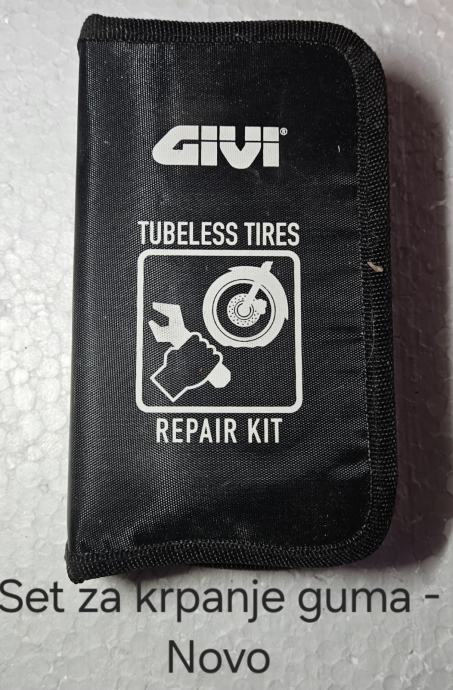 GIVI®
TUBELESS TIRES
REPAIR KIT
Set za krpanje guma -
Novo